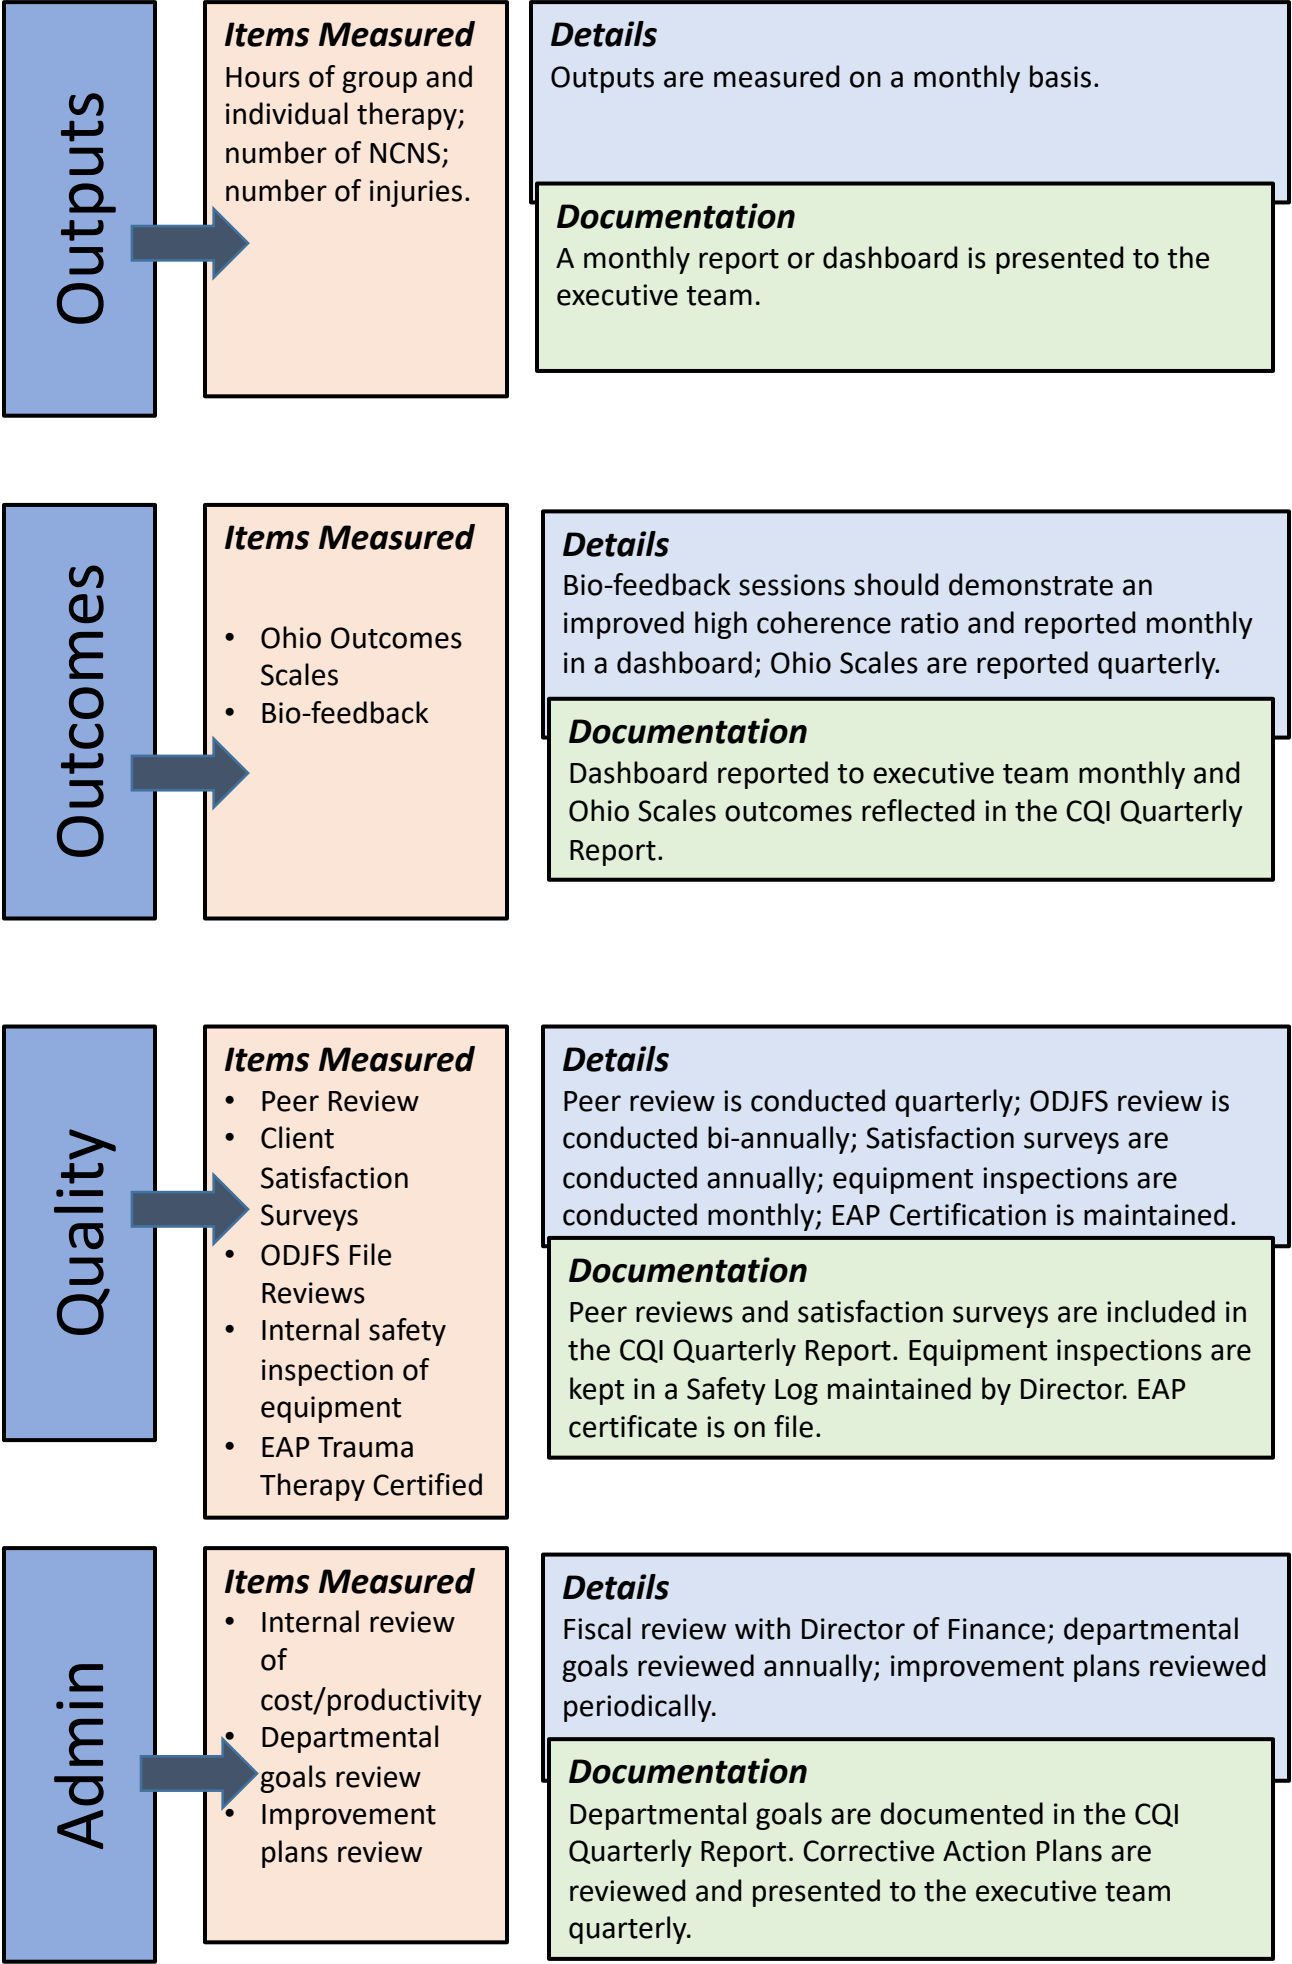 Outputs
Items Measured
Hours of group and
individual therapy;
number of NCNS;
number of injuries.
Details
Outputs are measured on a monthly basis.
Documentation
A monthly report or dashboard is presented to the
executive team.
Outcomes
Items Measured
• Ohio Outcomes
Scales
• Bio-feedback
Details
Bio-feedback sessions should demonstrate an
improved high coherence ratio and reported monthly
in a dashboard; Ohio Scales are reported quarterly.
Documentation
Dashboard reported to executive team monthly and
Ohio Scales outcomes reflected in the CQI Quarterly
Report.
Quality
Items Measured
• Peer Review
• Client
Satisfaction
Surveys
• ODJFS File
Reviews
• Internal safety
inspection of
equipment
• EAP Trauma
Therapy Certified
Details
Peer review is conducted quarterly; ODJFS review is
conducted bi-annually; Satisfaction surveys are
conducted annually; equipment inspections are
conducted monthly; EAP Certification is maintained.
Documentation
Peer reviews and satisfaction surveys are included in
the CQI Quarterly Report. Equipment inspections are
kept in a Safety Log maintained by Director. EAP
certificate is on file.
Admin
Items Measured
• Internal review
of
cost/productivity
• Departmental
goals review
• Improvement
plans review
Details
Fiscal review with Director of Finance; departmental
goals reviewed annually; improvement plans reviewed
periodically.
Documentation
Departmental goals are documented in the CQI
Quarterly Report. Corrective Action Plans are
reviewed and presented to the executive team
quarterly.